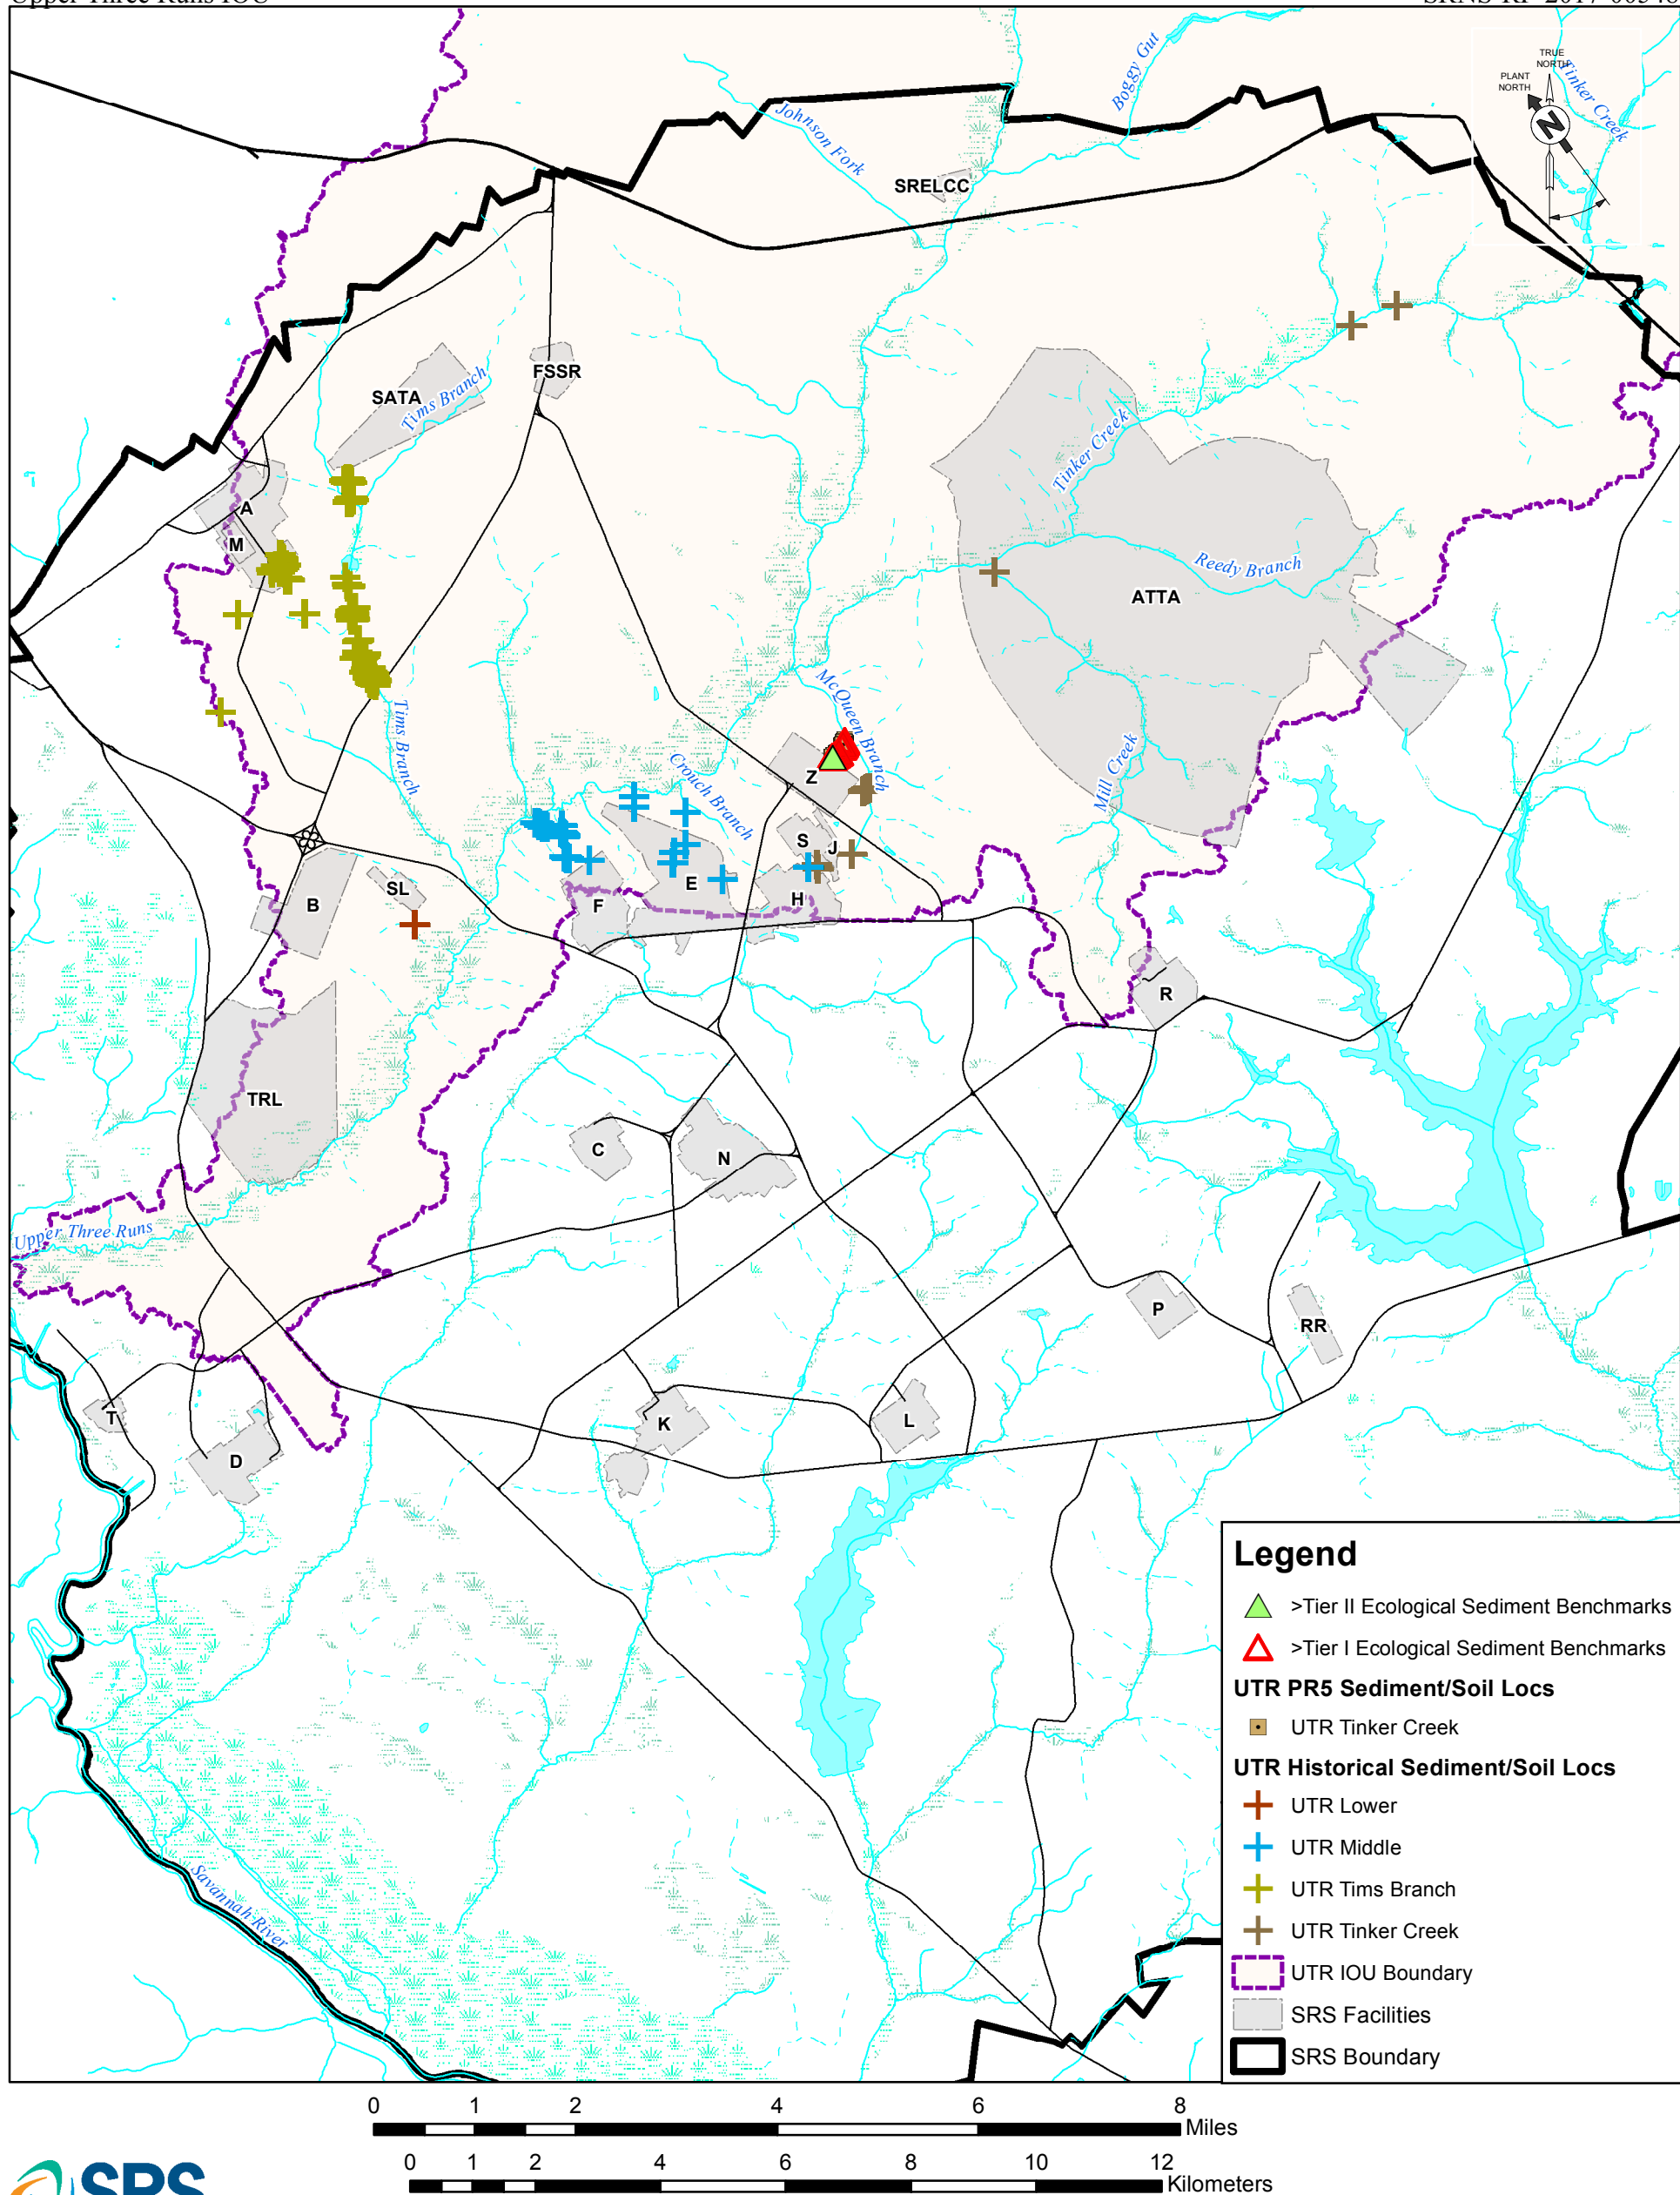 Upper Three Runs IOU
TRUE
NORTH
PLANT
NORTH
N
Tinker Creek
Boggy Gut
Johnson Fork
SRELCC
FSSR
SATA
Tims Branch
Tinker Creek
A
M
Reedy Branch
ATTA
McQueen Branch
Tims Branch
Z
Crouch Branch
Mill Creek
S
J
SL
E
B
F
H
R
TRL
C
N
Upper Three Runs
P
RR
T
K
L
D
Savannah River
Legend
>Tier II Ecological Sediment Benchmarks
>Tier I Ecological Sediment Benchmarks
UTR PR5 Sediment/Soil Locs
UTR Tinker Creek
UTR Historical Sediment/Soil Locs
UTR Lower
UTR Middle
UTR Tims Branch
UTR Tinker Creek
UTR IOU Boundary
SRS Facilities
SRS Boundary
0 1 2 4 6 8 Miles
0 1 2 4 6 8 10 12 Kilometers
SRS